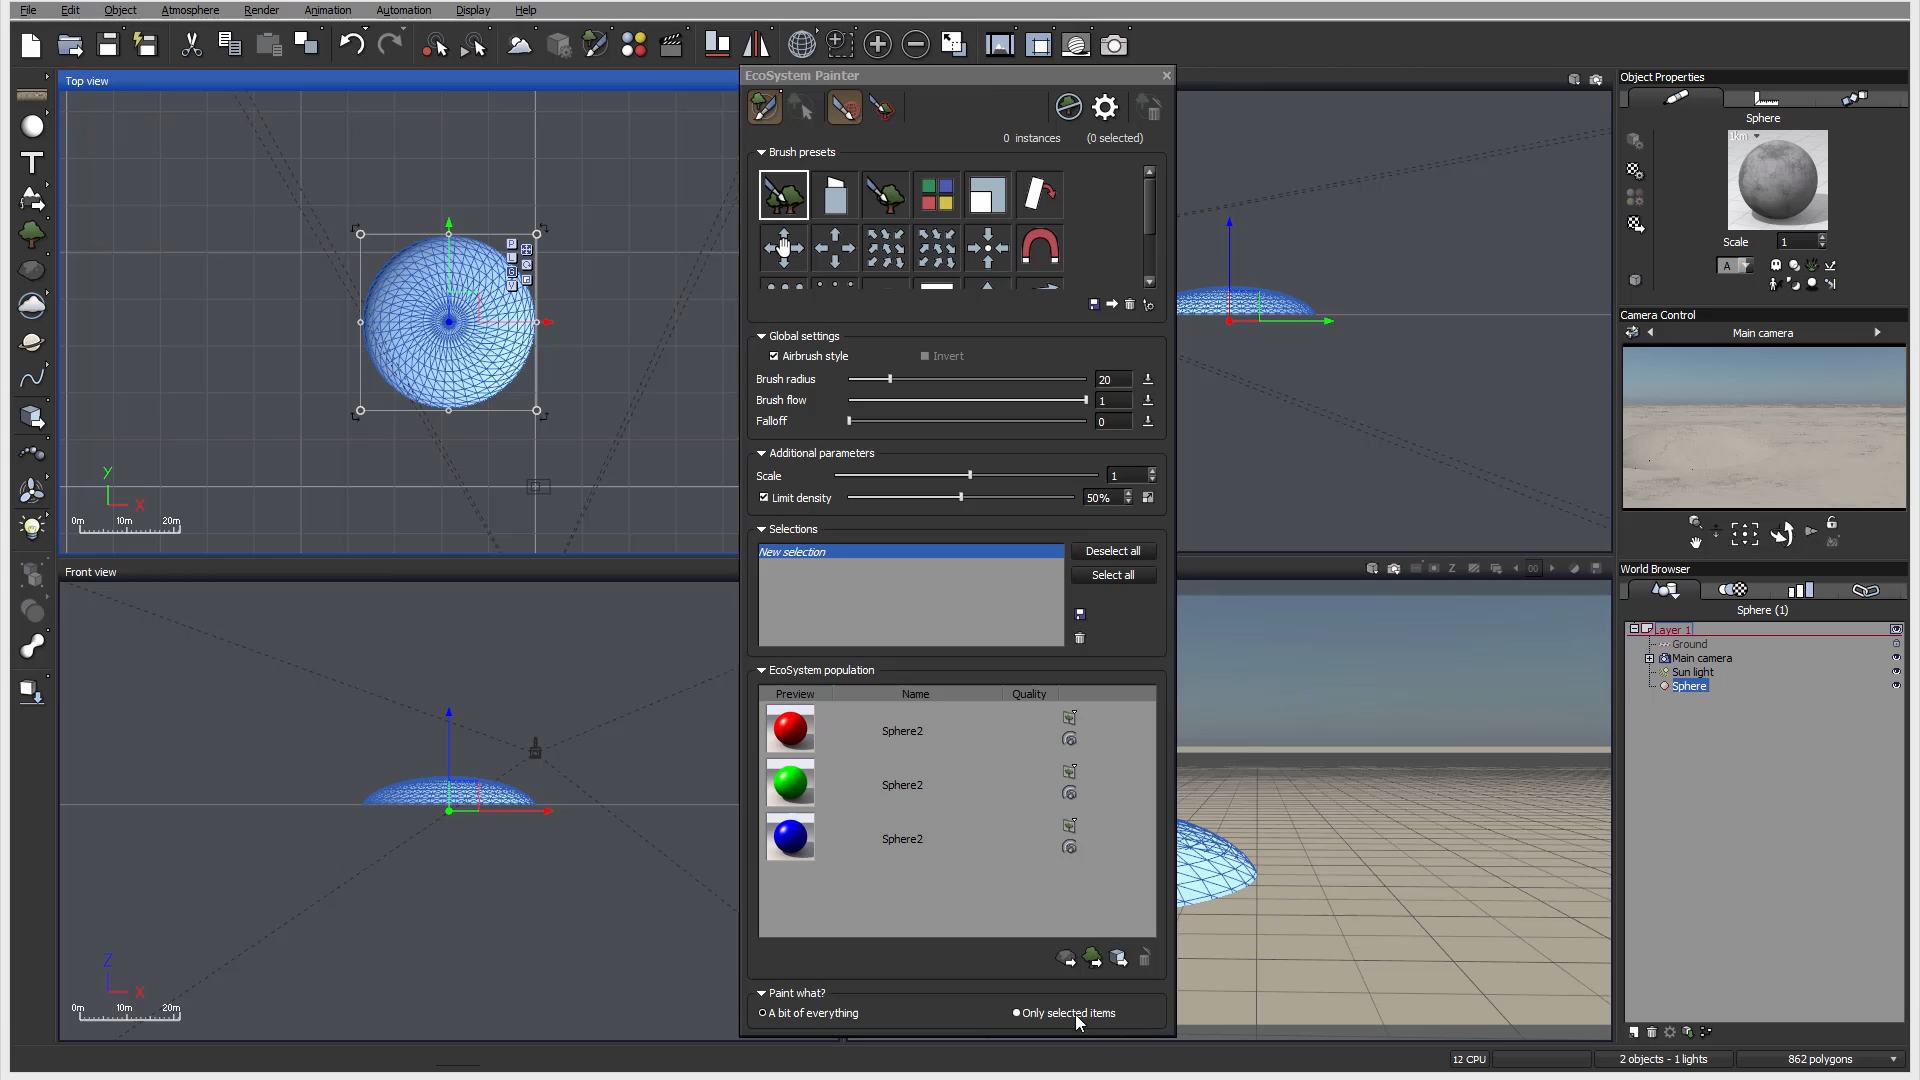 File Edit Object Atmosphere Render Animation Automation Display Help
Top view
EcoSystem Painter
Object Properties
0 instances (0 selected)
Sphere
1km
Brush presets
Scale 1
A
P
L
G
V
Camera Control
Main camera
Global settings
Airbrush style Invert
Brush radius 20
Brush flow 1
Falloff 0
Additional parameters
Scale 1
Limit density 50%
Y
X
0m 10m 20m
Selections
New selection
Deselect all
Select all
Front view
Z 00
World Browser
Sphere (1)
Layer 1
Ground
Main camera
Sun light
Sphere
EcoSystem population
Preview Name Quality
Sphere2
Sphere2
Sphere2
Z
X
0m 10m 20m
Paint what?
A bit of everything Only selected items
12 CPU 2 objects - 1 lights 862 polygons